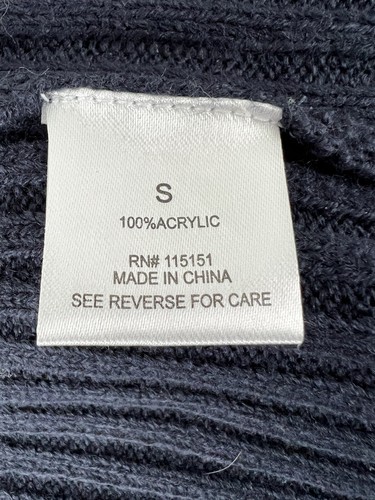 S
100%ACRYLIC
RN# 115151
MADE IN CHINA
SEE REVERSE FOR CARE